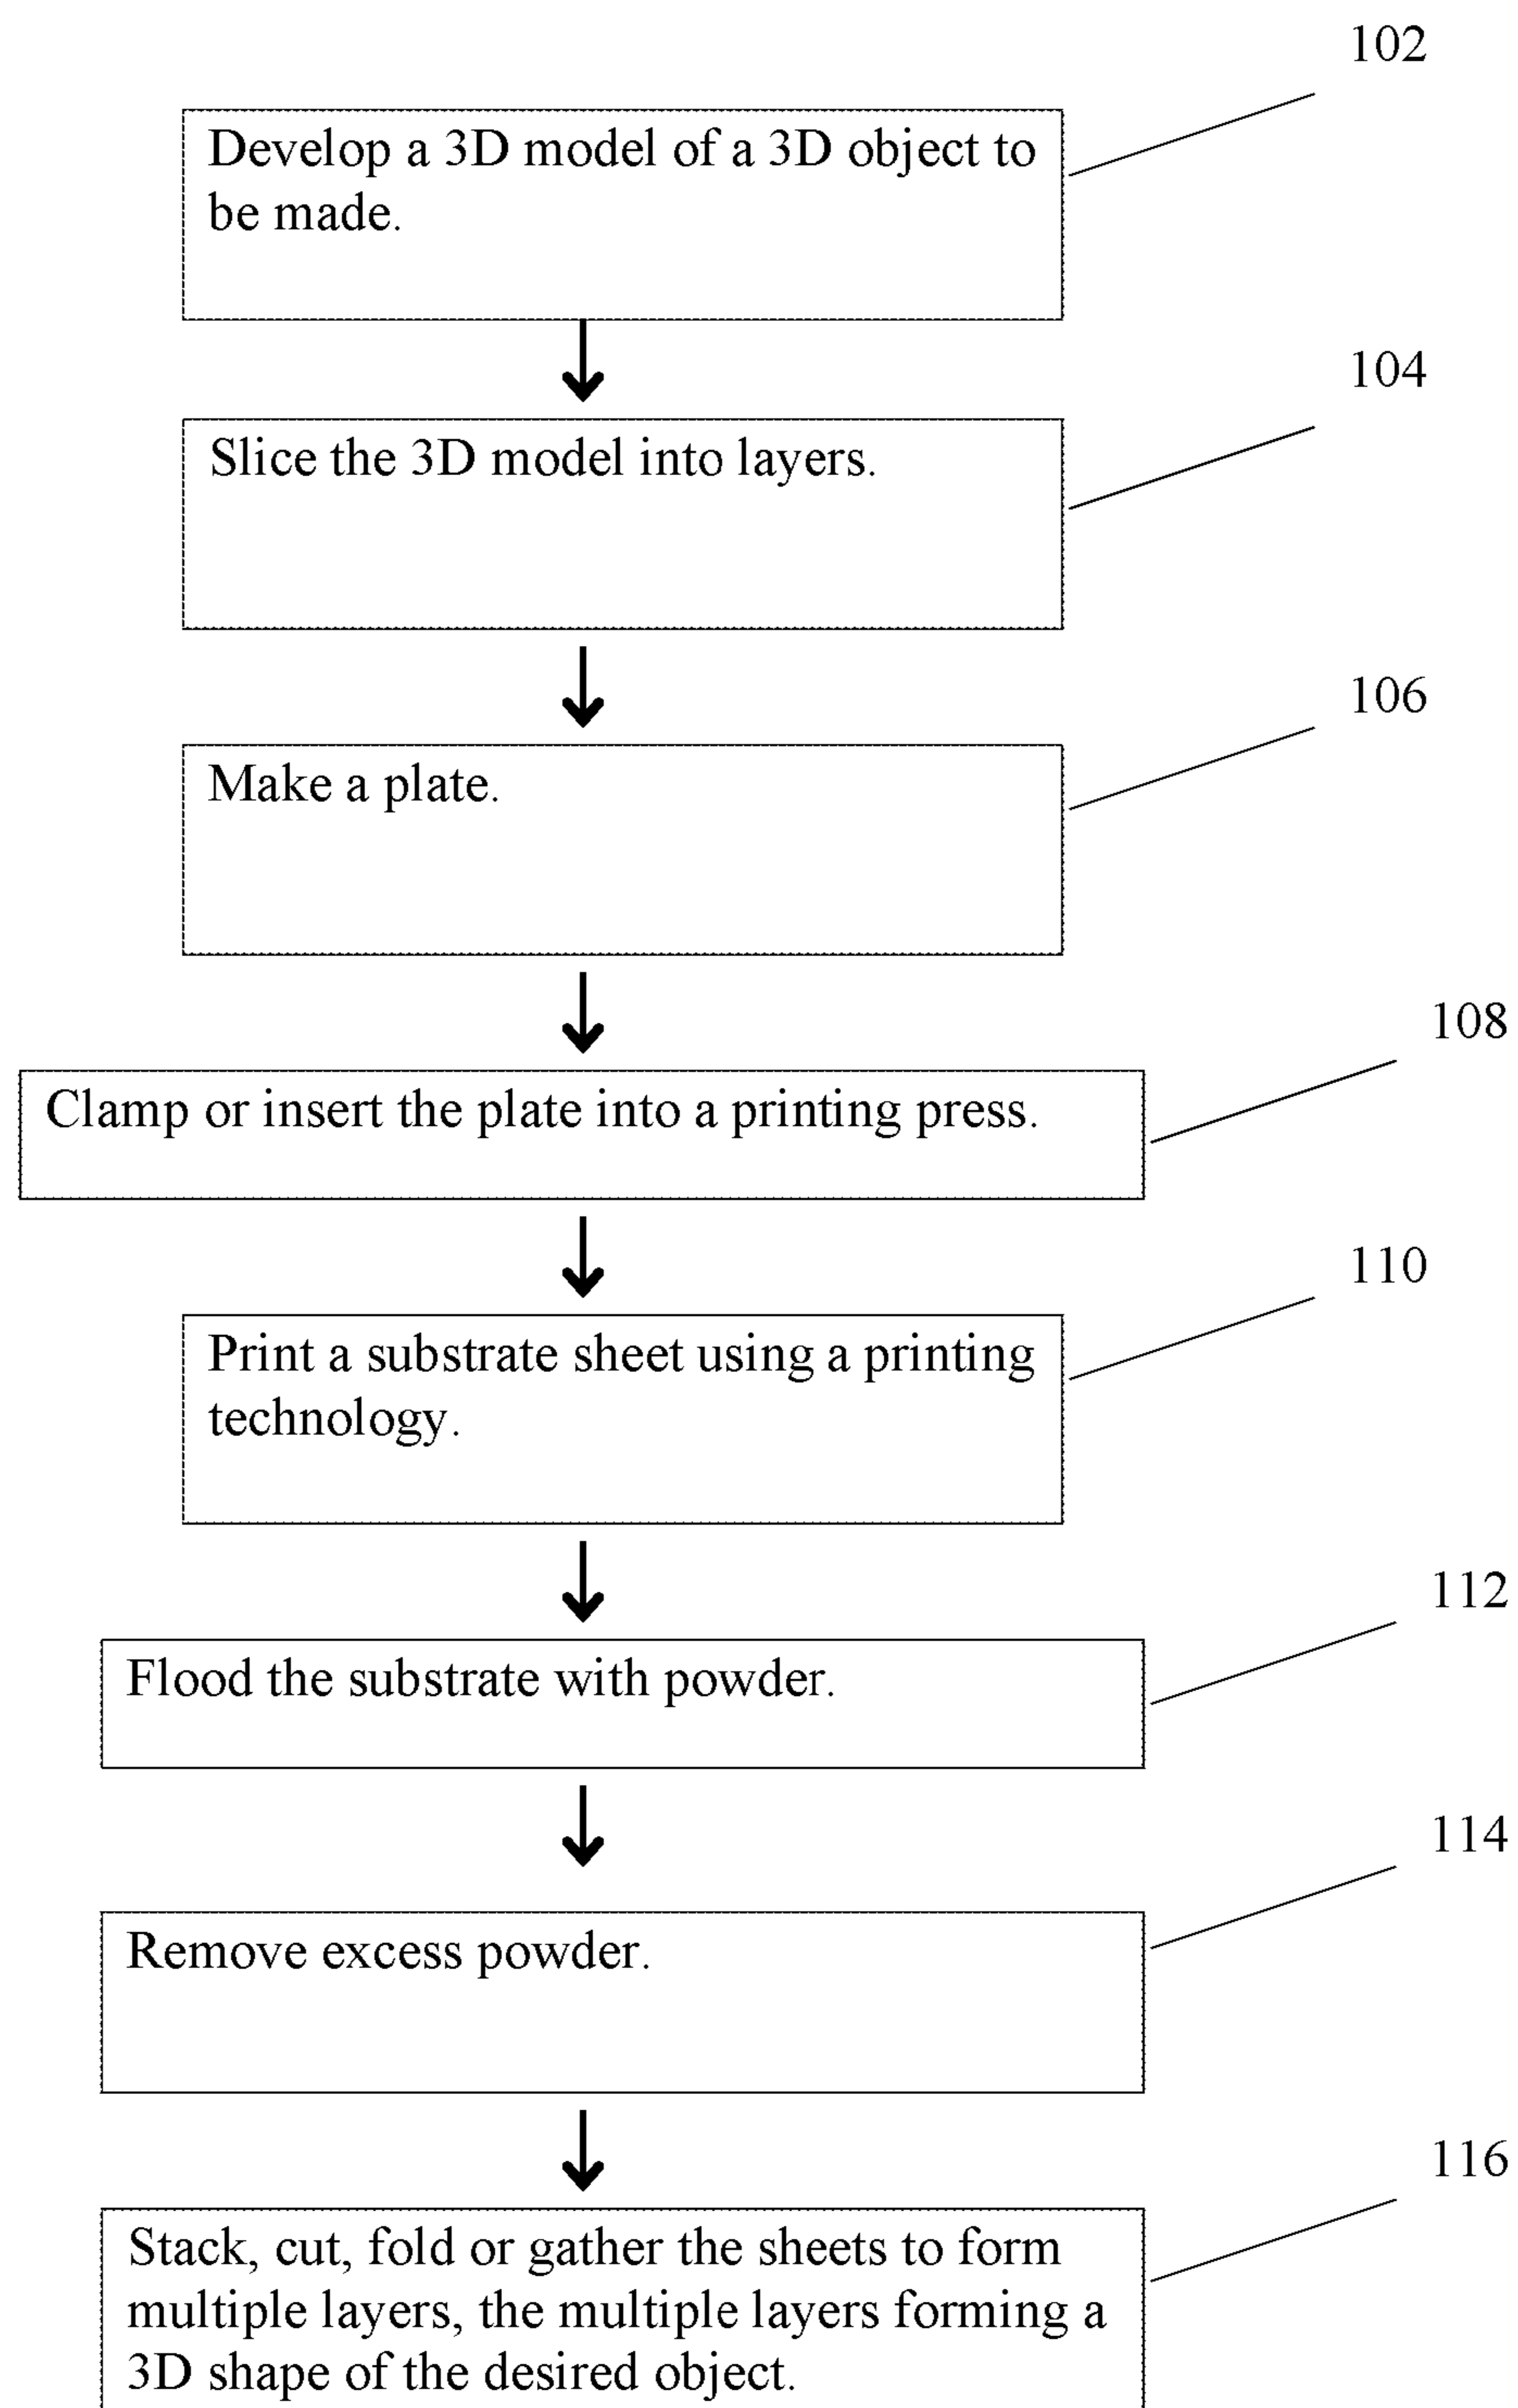 102
Develop a 3D model of a 3D object to
be made.
104
Slice the 3D model into layers.
106
Make a plate.
108
Clamp or insert the plate into a printing press.
110
Print a substrate sheet using a printing
technology.
112
Flood the substrate with powder.
114
Remove excess powder.
116
Stack, cut, fold or gather the sheets to form
multiple layers, the multiple layers forming a
3D shape of the desired object.